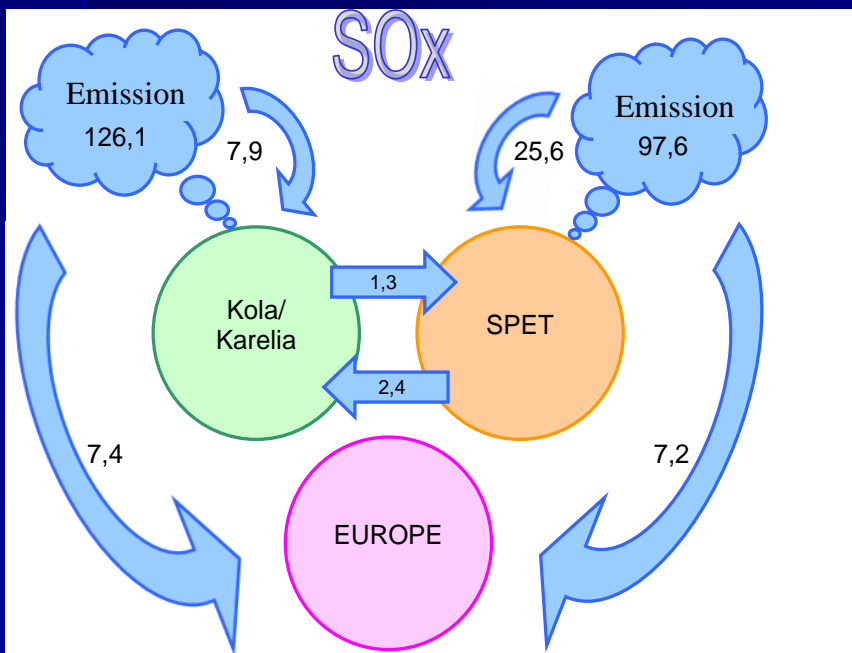 SOx
Emission
126,1
7,9
25,6
Emission
97,6
1,3
Kola/
Karelia
SPET
2,4
7,4
7,2
EUROPE